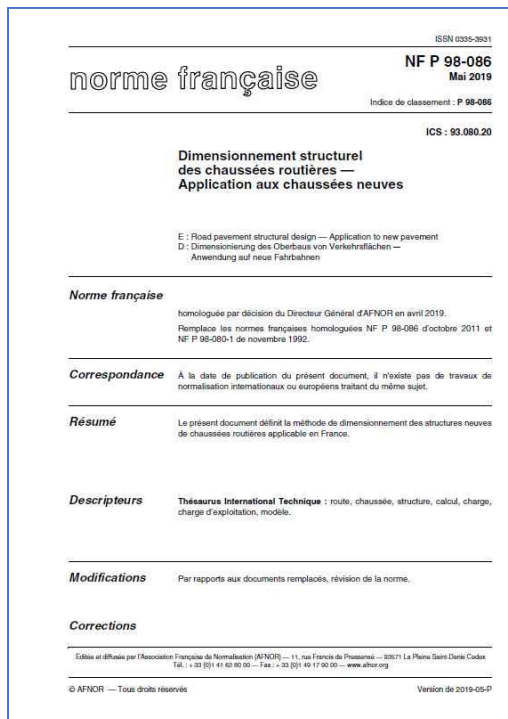 ISSN 0335-3931
norme française
NF P 98-086
Mai 2019
Indice de classement : P 98-086
ICS : 93.080.20
Dimensionnement structurel
des chaussées routières —
Application aux chaussées neuves
E : Road pavement structural design — Application to new pavement
D : Dimensionierung des Oberbaus von Verkehrsflächen —
Anwendung auf neue Fahrbahnen
Norme française
homologuée par décision du Directeur Général d'AFNOR en avril 2019.
Remplace les normes françaises homologuées NF P 98-086 d'octobre 2011 et
NF P 98-080-1 de novembre 1992.
Correspondance
À la date de publication du présent document, il n'existe pas de travaux de
normalisation internationaux ou européens traitant du même sujet.
Résumé
Le présent document définit la méthode de dimensionnement des structures neuves
de chaussées routières applicable en France.
Descripteurs
Thésaurus International Technique : route, chaussée, structure, calcul, charge,
charge d'exploitation, modèle.
Modifications
Par rapports aux documents remplacés, révision de la norme.
Corrections
Éditée et diffusée par l'Association Française de Normalisation (AFNOR) — 11, rue Francis de Pressensé — 93571 La Plaine Saint-Denis Cedex
Tél. : + 33 (0)1 41 62 80 00 — Fax : + 33 (0)1 49 17 90 00 — www.afnor.org
© AFNOR — Tous droits réservés
Version de 2019-05-P